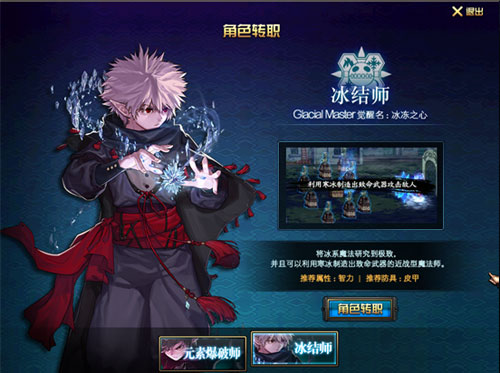 退出
角色转职
冰结师
Glacial Master 觉醒名：冰冻之心
利用寒冰制造出致命武器攻击敌人
将冰系魔法研究到极致，
并且可以利用寒冰制造出致命武器的近战型魔法师。
推荐属性：智力 | 推荐防具：皮甲
角色转职
元素爆破师
冰结师